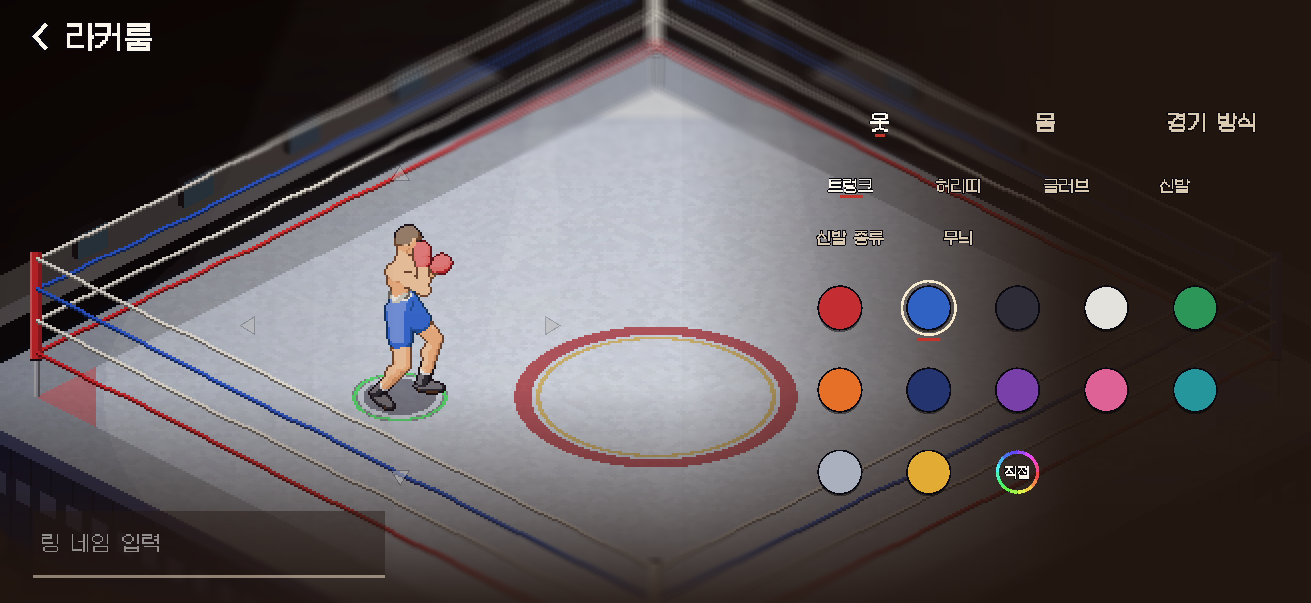 라커룸
옷 몸 경기 방식
트렁크 허리띠 글러브 신발
신발 종류 무늬
직접
링 네임 입력